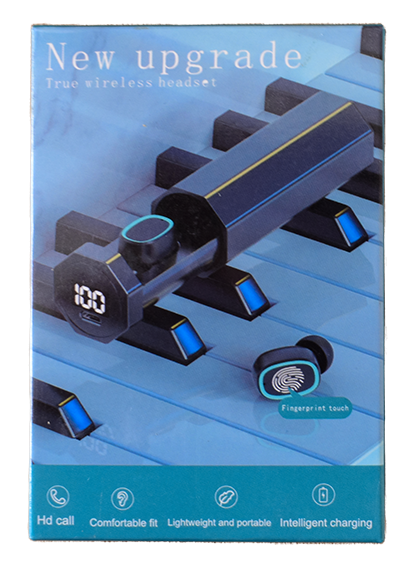 New upgrade
True wireless headset
100
Fingerprint touch
Hd call
Comfortable fit
Lightweight and portable
Intelligent charging